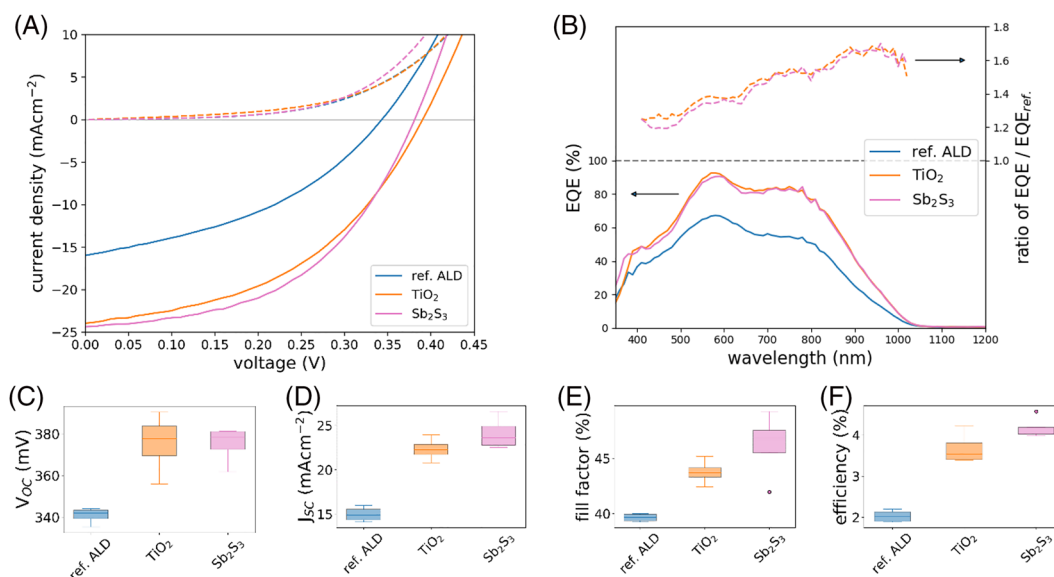 (A)
10
5
0
−5
−10
−15
−20
−25
current density (mAcm⁻²)
0.00 0.05 0.10 0.15 0.20 0.25 0.30 0.35 0.40 0.45
voltage (V)
ref. ALD
TiO₂
Sb₂S₃
(B)
100
80
60
40
20
0
EQE (%)
400 500 600 700 800 900 1000 1100 1200
wavelength (nm)
1.8
1.6
1.4
1.2
1.0
ratio of EQE / EQE_ref.
ref. ALD
TiO₂
Sb₂S₃
(C)
380
360
340
V_OC (mV)
ref. ALD TiO₂ Sb₂S₃
(D)
25
20
15
J_SC (mAcm⁻²)
ref. ALD TiO₂ Sb₂S₃
(E)
45
40
fill factor (%)
ref. ALD TiO₂ Sb₂S₃
(F)
4
2
efficiency (%)
ref. ALD TiO₂ Sb₂S₃